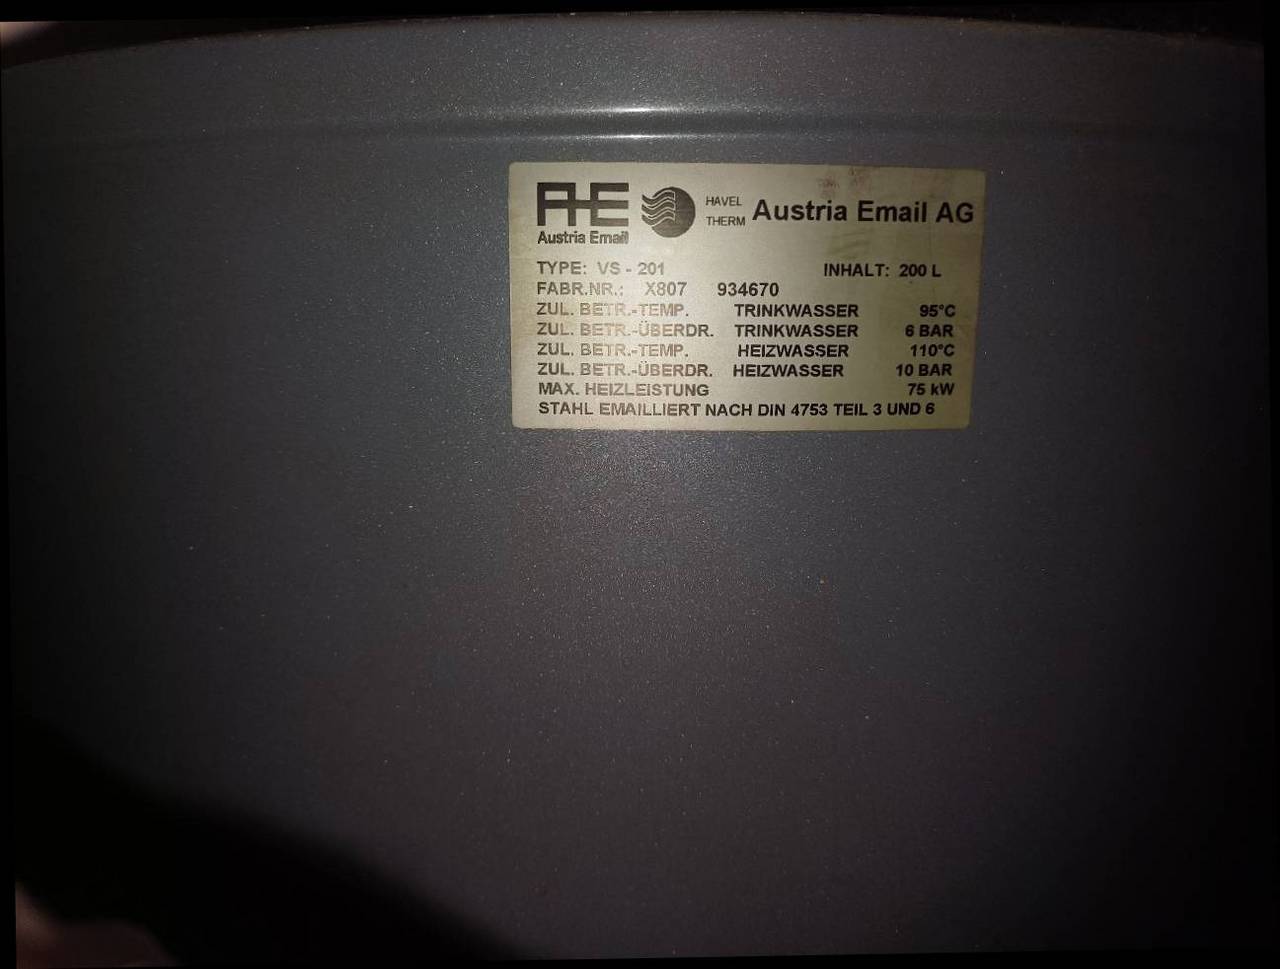 AE
Austria Email
HAVEL
THERM
Austria Email AG
TYPE: VS - 201 INHALT: 200 L
FABR.NR.: X807 934670
ZUL. BETR.-TEMP. TRINKWASSER 95°C
ZUL. BETR.-ÜBERDR. TRINKWASSER 6 BAR
ZUL. BETR.-TEMP. HEIZWASSER 110°C
ZUL. BETR.-ÜBERDR. HEIZWASSER 10 BAR
MAX. HEIZLEISTUNG 75 kW
STAHL EMAILLIERT NACH DIN 4753 TEIL 3 UND 6